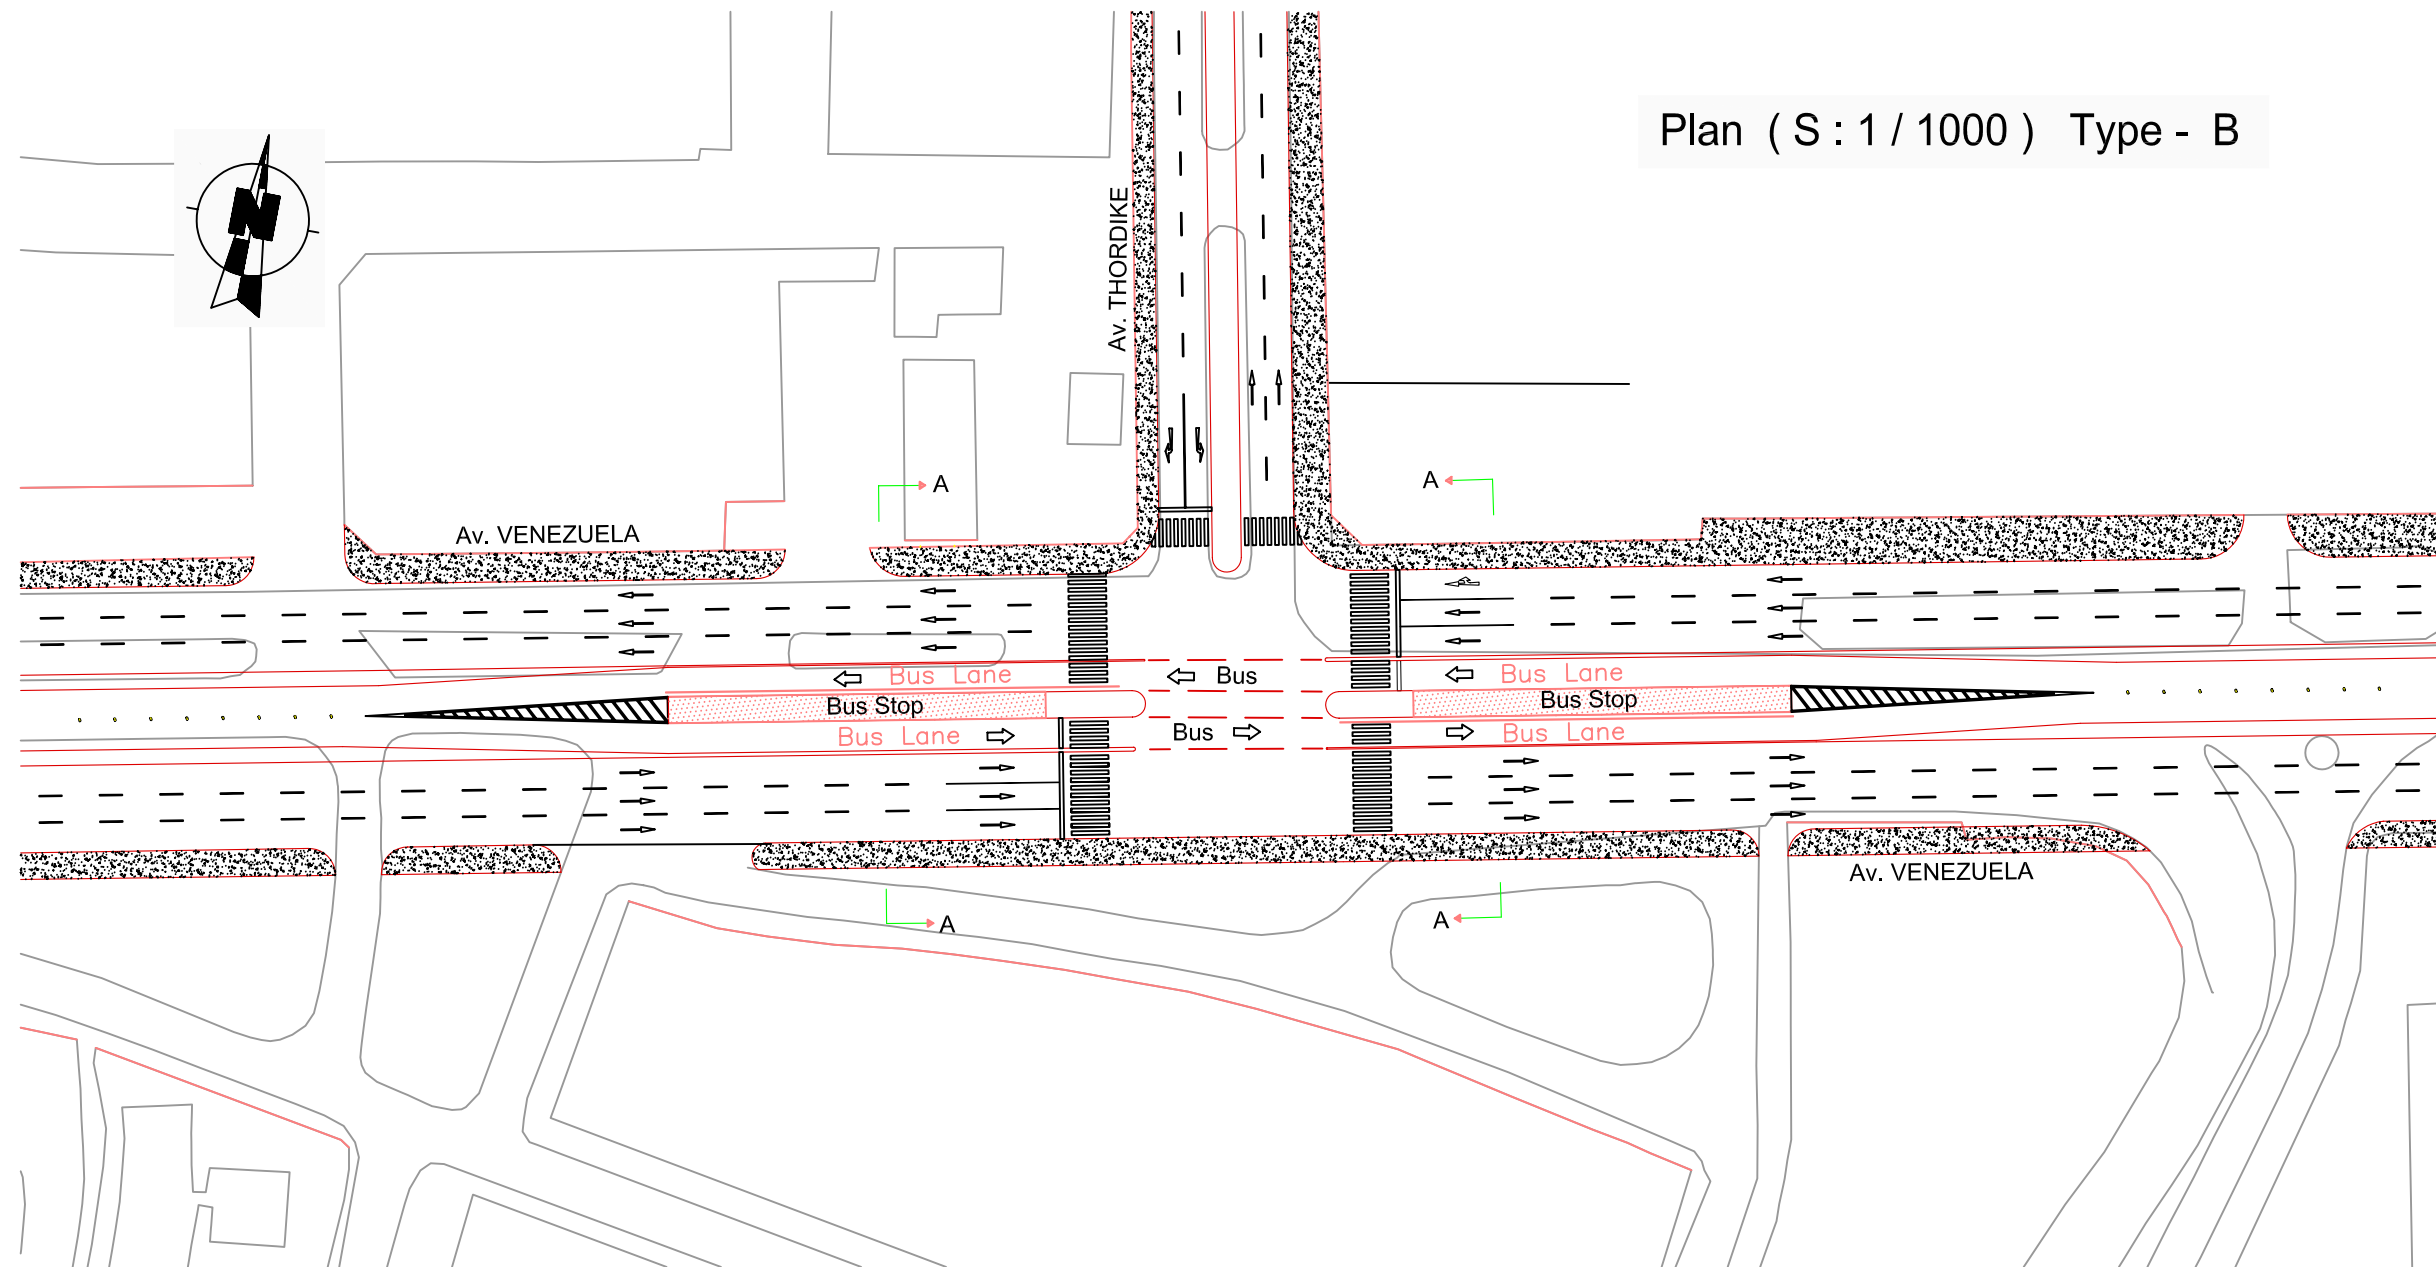 Plan ( S : 1 / 1000 ) Type - B
N
Av. THORDIKE
A
A
Av. VENEZUELA
Bus Lane
Bus
Bus Lane
Bus Stop
Bus Stop
Bus Lane
Bus
Bus Lane
Av. VENEZUELA
A
A